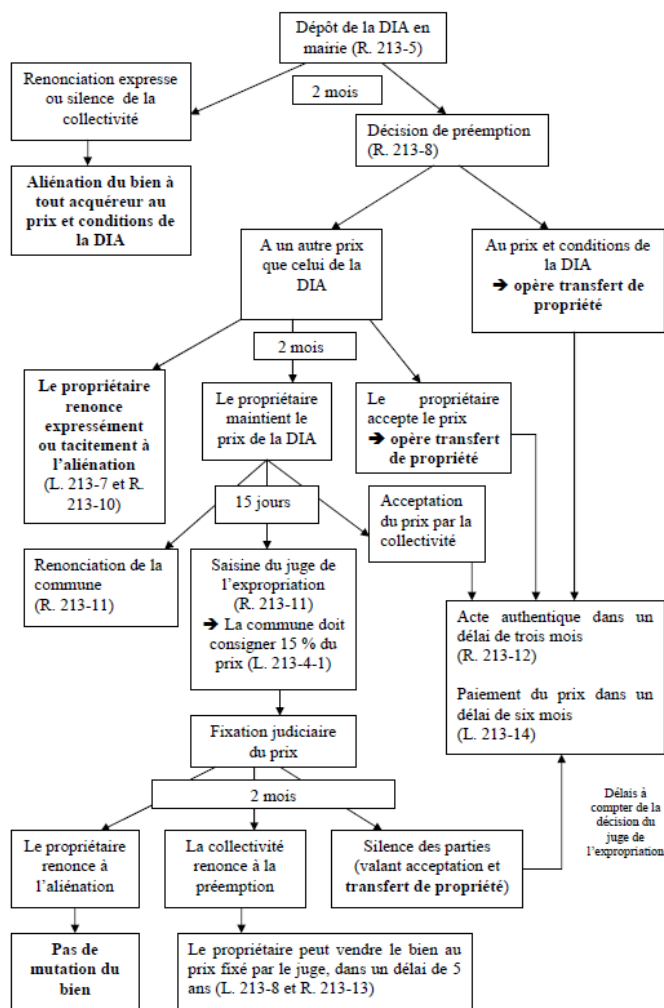 Dépôt de la DIA en
mairie (R. 213-5)
Renonciation expresse
ou silence de la
collectivité
2 mois
Décision de préemption
(R. 213-8)
Aliénation du bien à
tout acquéreur au
prix et conditions de
la DIA
A un autre prix
que celui de la
DIA
Au prix et conditions de
la DIA
➔ opère transfert de
propriété
2 mois
Le propriétaire
renonce
expressément
ou tacitement à
l’aliénation
(L. 213-7 et R.
213-10)
Le propriétaire
maintient le
prix de la DIA
Le propriétaire
accepte le prix
➔ opère transfert
de propriété
15 jours
Acceptation
du prix par la
collectivité
Renonciation de la
commune
(R. 213-11)
Saisine du juge de
l’expropriation
(R. 213-11)
➔ La commune doit
consigner 15 % du
prix (L. 213-4-1)
Acte authentique dans un
délai de trois mois
(R. 213-12)
Paiement du prix dans un
délai de six mois
(L. 213-14)
Fixation judiciaire
du prix
2 mois
Délais à
compter de la
décision du
juge de
l’expropriation
Le propriétaire
renonce à
l’aliénation
La collectivité
renonce à la
préemption
Silence des parties
(valant acceptation et
transfert de propriété)
Pas de
mutation du
bien
Le propriétaire peut vendre le bien au
prix fixé par le juge, dans un délai de 5
ans (L. 213-8 et R. 213-13)